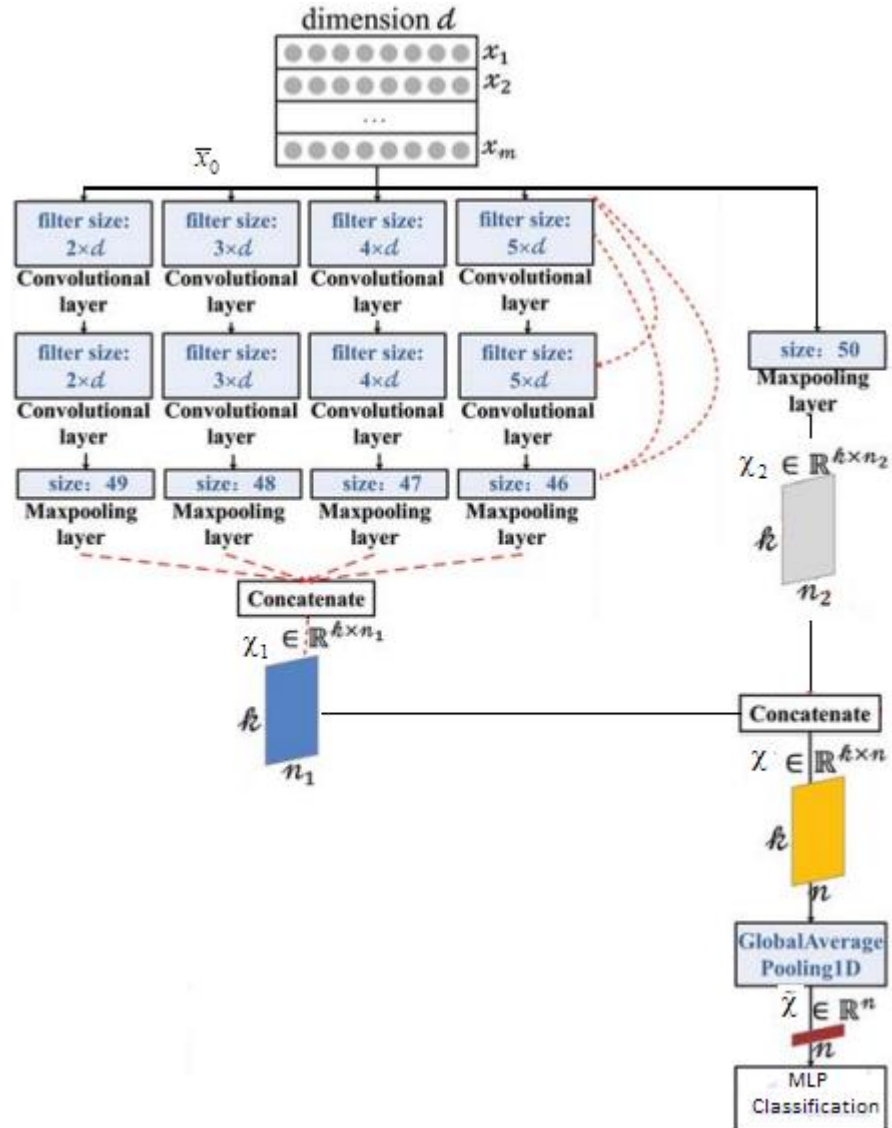 dimension d
x₁
x₂
...
xₘ
x̅₀
filter size:
2×d
Convolutional
layer
filter size:
3×d
Convolutional
layer
filter size:
4×d
Convolutional
layer
filter size:
5×d
Convolutional
layer
filter size:
2×d
Convolutional
layer
filter size:
3×d
Convolutional
layer
filter size:
4×d
Convolutional
layer
filter size:
5×d
Convolutional
layer
size: 50
Maxpooling
layer
size: 49
Maxpooling
layer
size: 48
Maxpooling
layer
size: 47
Maxpooling
layer
size: 46
Maxpooling
layer
χ₂ ∈ ℝ^{k×n₂}
k
n₂
Concatenate
χ₁ ∈ ℝ^{k×n₁}
k
n₁
Concatenate
χ ∈ ℝ^{k×n}
k
n
GlobalAverage
Pooling1D
χ̃ ∈ ℝⁿ
n
MLP
Classification